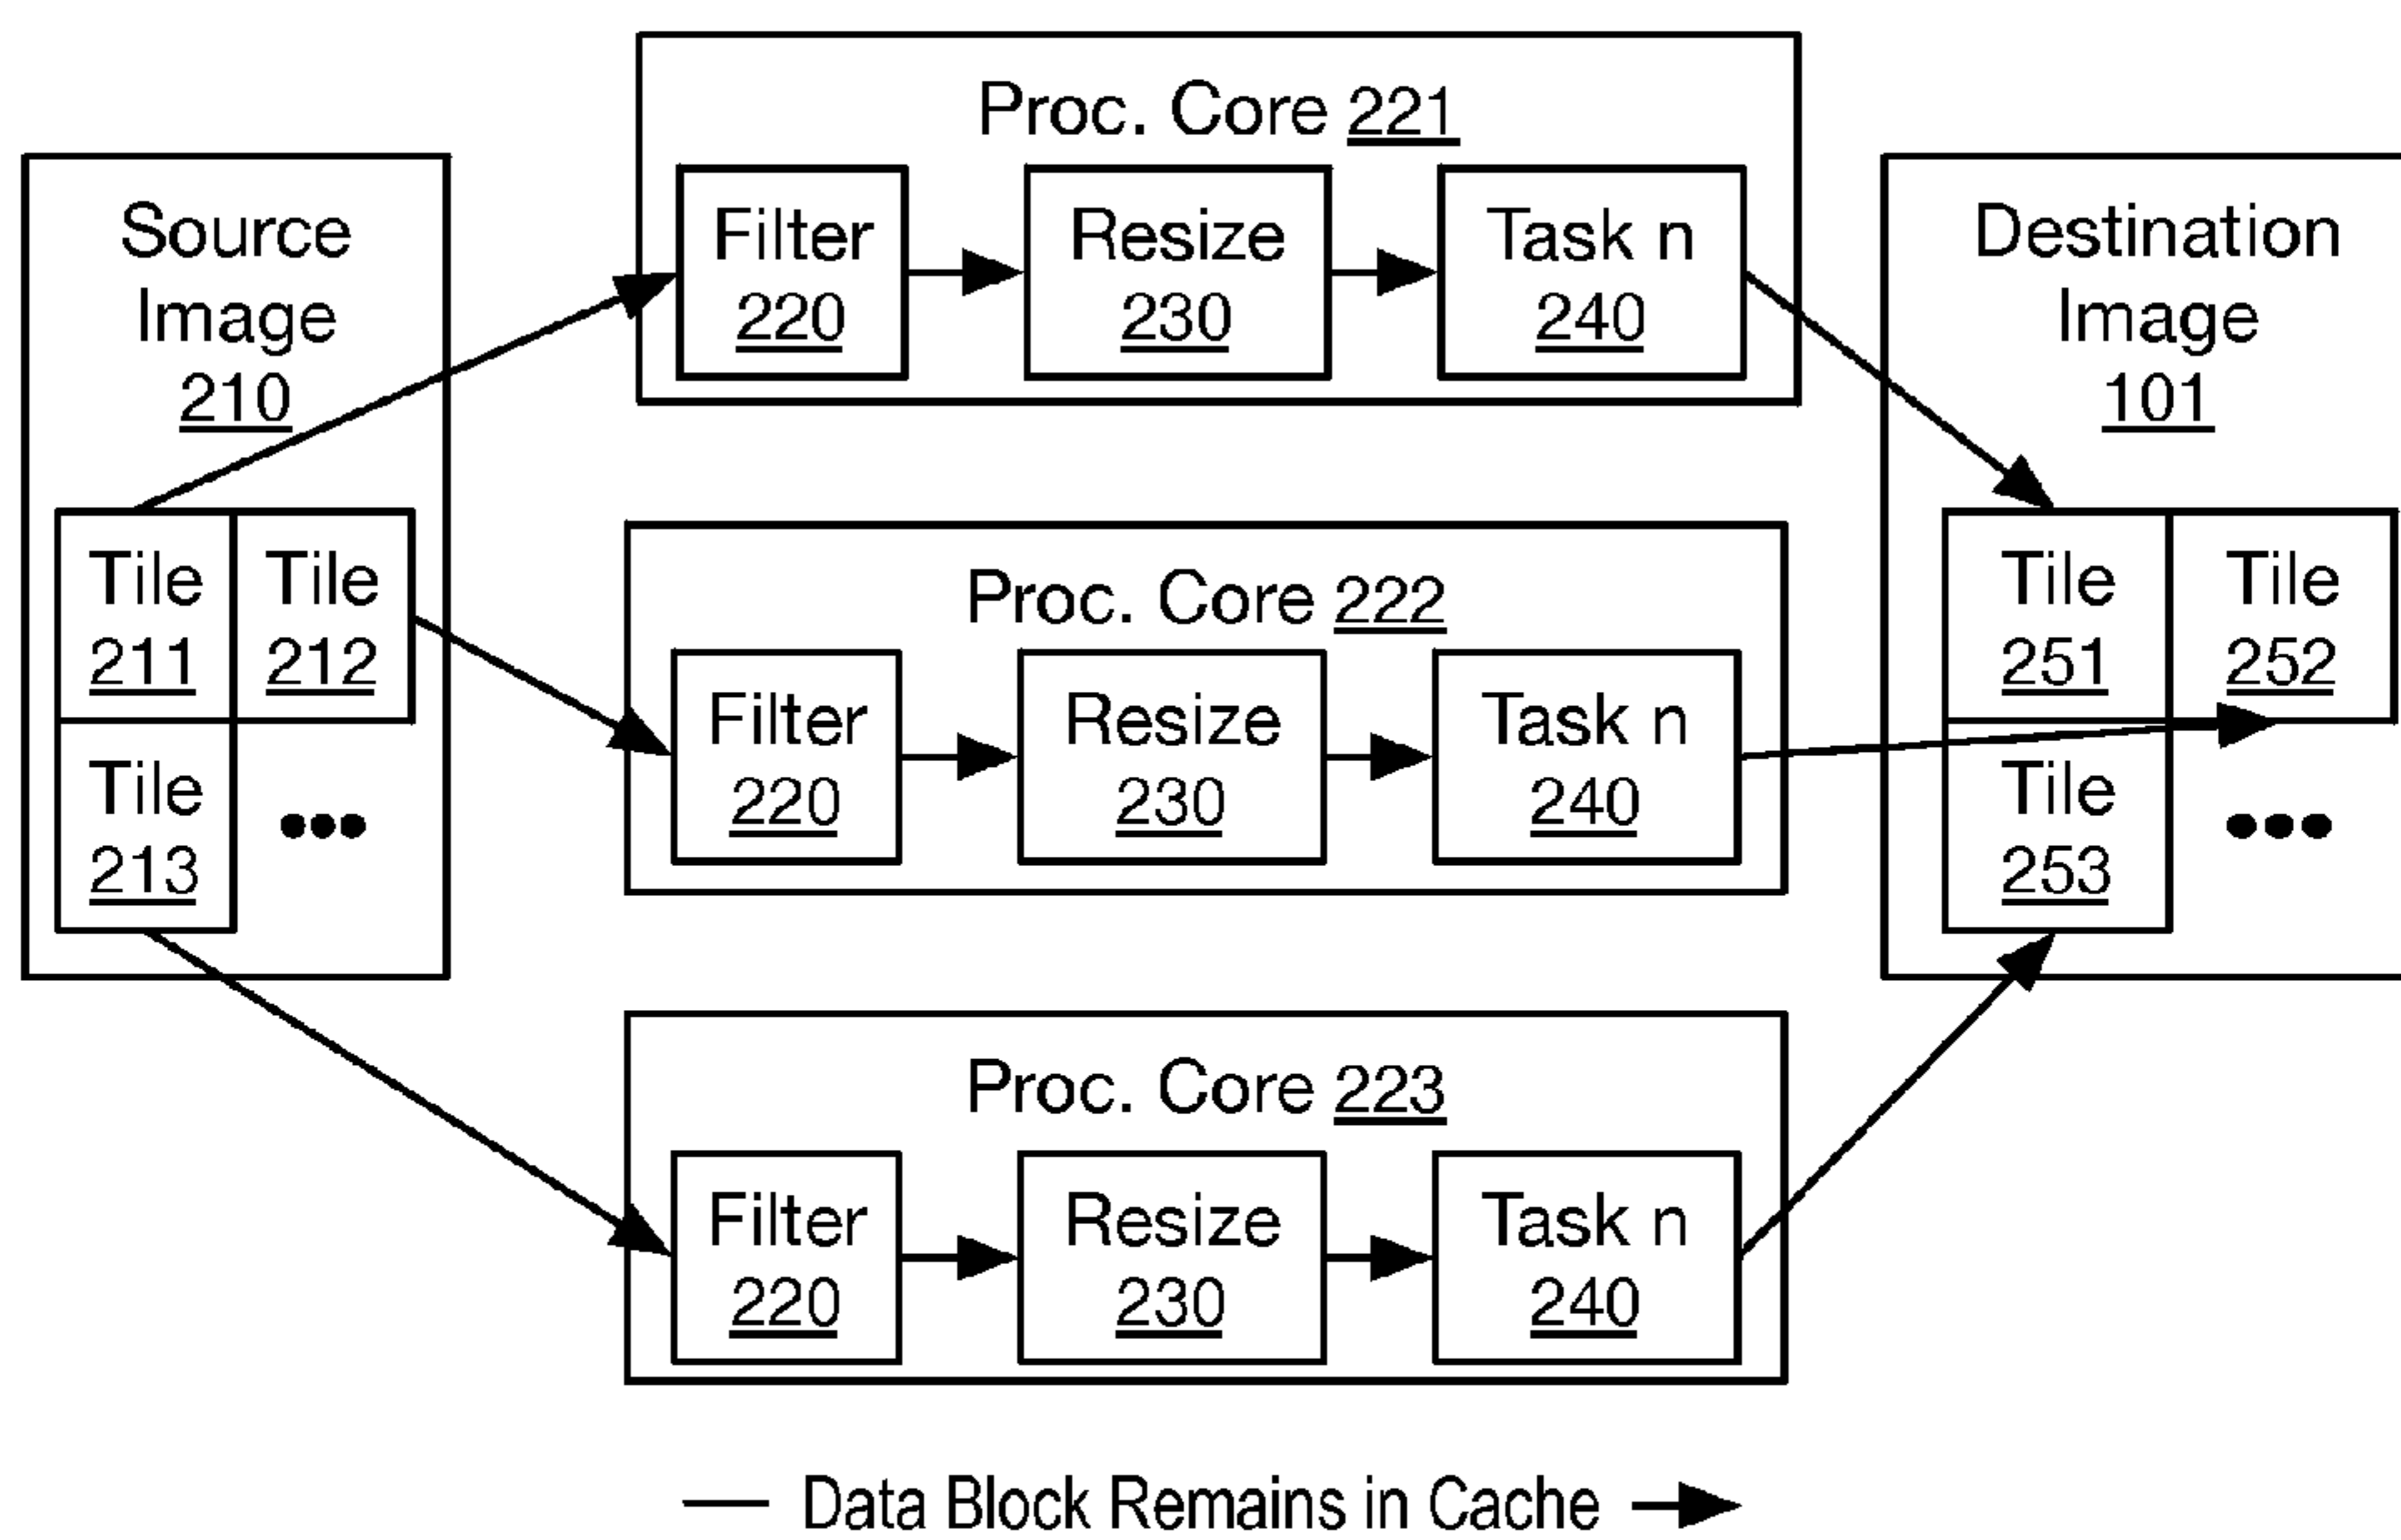 Source
Image
210
Tile
211
Tile
212
Tile
213
•••
Proc. Core 221
Filter
220
Resize
230
Task n
240
Proc. Core 222
Filter
220
Resize
230
Task n
240
Proc. Core 223
Filter
220
Resize
230
Task n
240
Destination
Image
101
Tile
251
Tile
252
Tile
253
•••
Data Block Remains in Cache